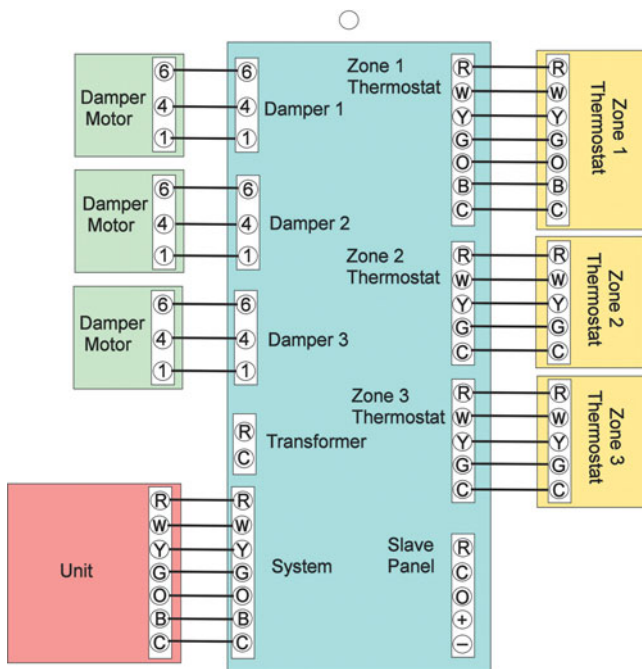 Damper
Motor
6
4
1
6
4
1
Damper 1
Damper
Motor
6
4
1
6
4
1
Damper 2
Damper
Motor
6
4
1
6
4
1
Damper 3
R
C
Transformer
Unit
R
W
Y
G
O
B
C
R
W
Y
G
O
B
C
System
Zone 1
Thermostat
R
W
Y
G
O
B
C
R
W
Y
G
O
B
C
Zone 1
Thermostat
Zone 2
Thermostat
R
W
Y
G
C
R
W
Y
G
C
Zone 2
Thermostat
Zone 3
Thermostat
R
W
Y
G
C
R
W
Y
G
C
Zone 3
Thermostat
Slave
Panel
R
C
O
+
−